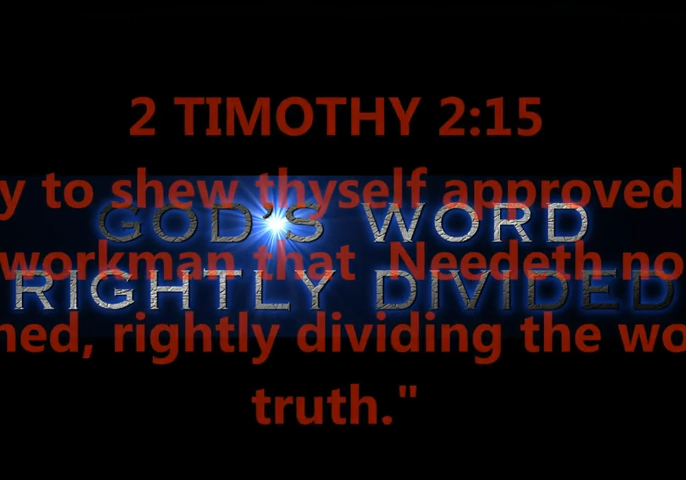 2 TIMOTHY 2:15
y to shew thyself approved
GOD'S WORD
workman that Needeth no
RIGHTLY DIVIDED
ned, rightly dividing the wo
truth."